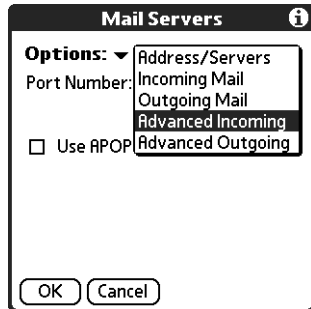 Mail Servers
Options:
Address/Servers
Port Number:
Incoming Mail
Outgoing Mail
Advanced Incoming
Use APOP
Advanced Outgoing
OK
Cancel